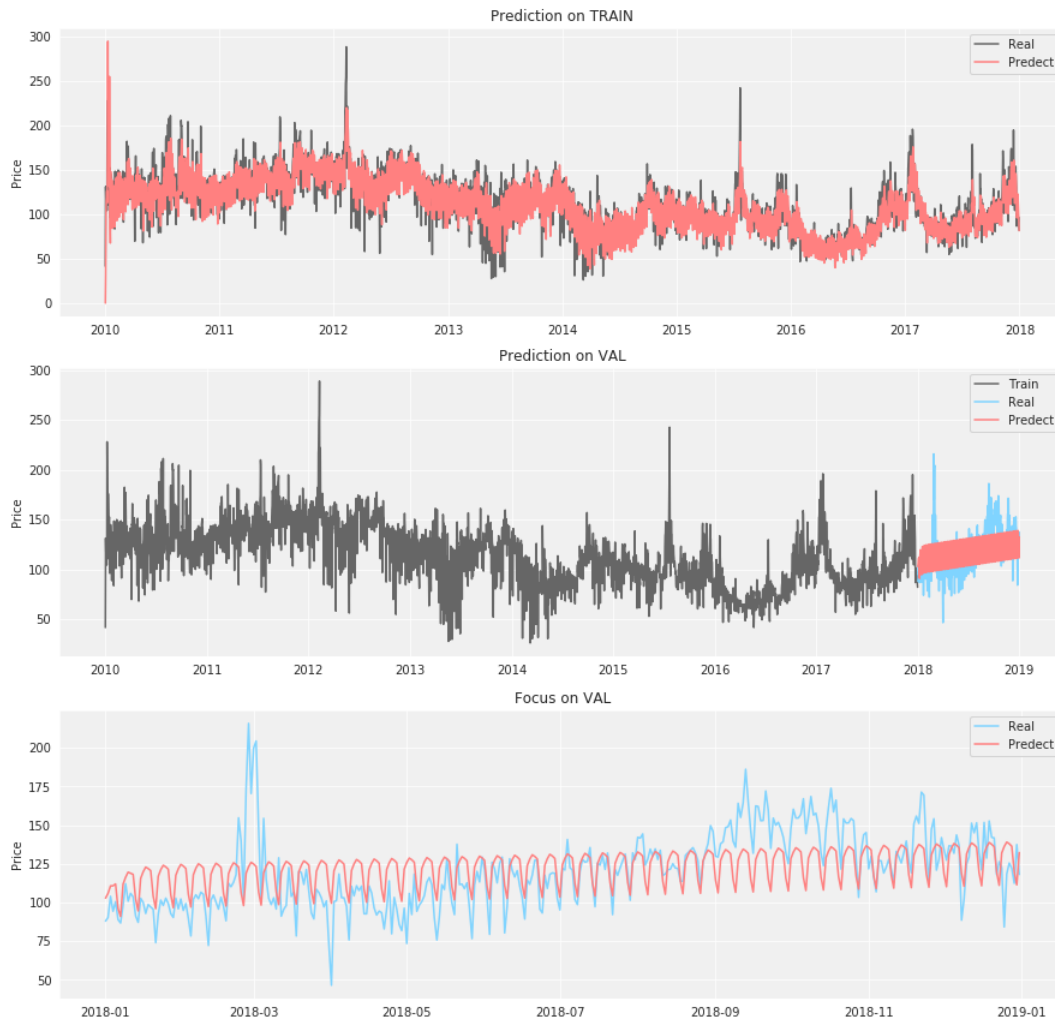 Prediction on TRAIN
300
250
200
150
100
50
0
Price
Real
Predect
2010 2011 2012 2013 2014 2015 2016 2017 2018
Prediction on VAL
300
250
200
150
100
50
Price
Train
Real
Predect
2010 2011 2012 2013 2014 2015 2016 2017 2018 2019
Focus on VAL
200
175
150
125
100
75
50
Price
Real
Predect
2018-01 2018-03 2018-05 2018-07 2018-09 2018-11 2019-01